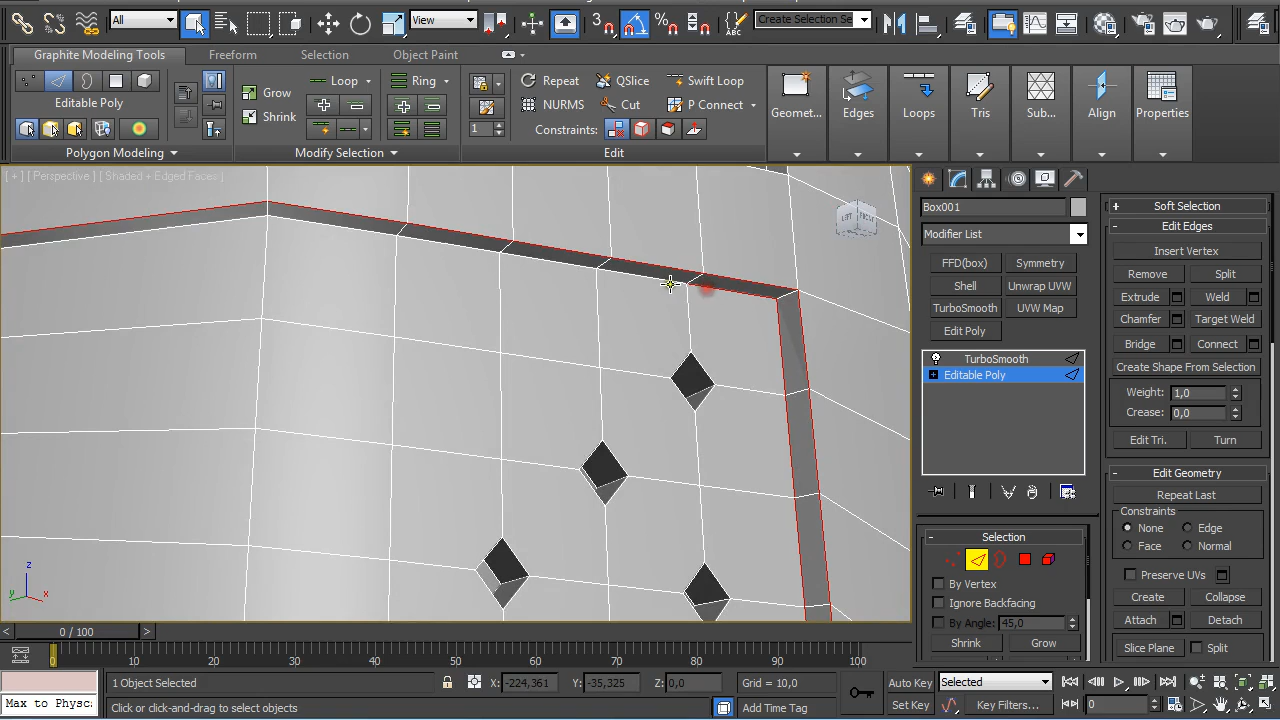 All
View
3
%
ABC
Create Selection Se
Graphite Modeling Tools
Freeform
Selection
Object Paint
Editable Poly
Polygon Modeling
Grow
Shrink
Loop
Ring
Modify Selection
1
Repeat
QSlice
Swift Loop
NURMS
Cut
P Connect
Constraints:
Edit
Geomet...
Edges
Loops
Tris
Sub...
Align
Properties
[ + ] [ Perspective ] [ Shaded + Edged Faces ]
LEFT
z
y
x
Box001
Modifier List
FFD(box)
Symmetry
Shell
Unwrap UVW
TurboSmooth
UVW Map
Edit Poly
TurboSmooth
Editable Poly
Selection
By Vertex
Ignore Backfacing
By Angle:
45,0
Shrink
Grow
Soft Selection
Edit Edges
Insert Vertex
Remove
Split
Extrude
Weld
Chamfer
Target Weld
Bridge
Connect
Create Shape From Selection
Weight:
1,0
Crease:
0,0
Edit Tri.
Turn
Edit Geometry
Repeat Last
Constraints
None
Edge
Face
Normal
Preserve UVs
Create
Collapse
Attach
Detach
Slice Plane
Split
<
0 / 100
>
0
10
20
30
40
50
60
70
80
90
100
1 Object Selected
X:
-224,361
Y:
-35,325
Z:
0,0
Grid = 10,0
Auto Key
Selected
Max to Physc
Click or click-and-drag to select objects
Add Time Tag
Set Key
Key Filters...
0